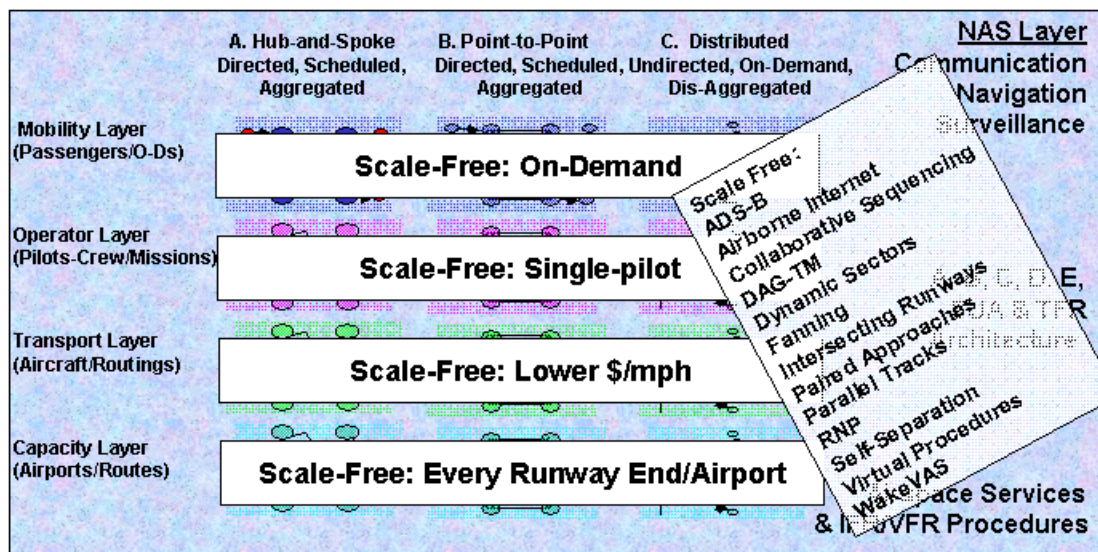 A. Hub-and-Spoke
Directed, Scheduled,
Aggregated
B. Point-to-Point
Directed, Scheduled,
Aggregated
C. Distributed
Undirected, On-Demand,
Dis-Aggregated
NAS Layer
Communication
Navigation
Surveillance
Mobility Layer
(Passengers/O-Ds)
Scale-Free: On-Demand
Operator Layer
(Pilots-Crew/Missions)
Scale-Free: Single-pilot
Transport Layer
(Aircraft/Routings)
Scale-Free: Lower $/mph
Capacity Layer
(Airports/Routes)
Scale-Free: Every Runway End/Airport
Scale Free:
ADS-B
Airborne Internet
Collaborative Sequencing
DAG-TM
Dynamic Sectors
Fanning
Intersecting Runways
Paired Approaches
Parallel Tracks
RNP
Self-Separation
Virtual Procedures
WakeVAS
C, D, E,
& TFR
Architecture
Services
& Procedures